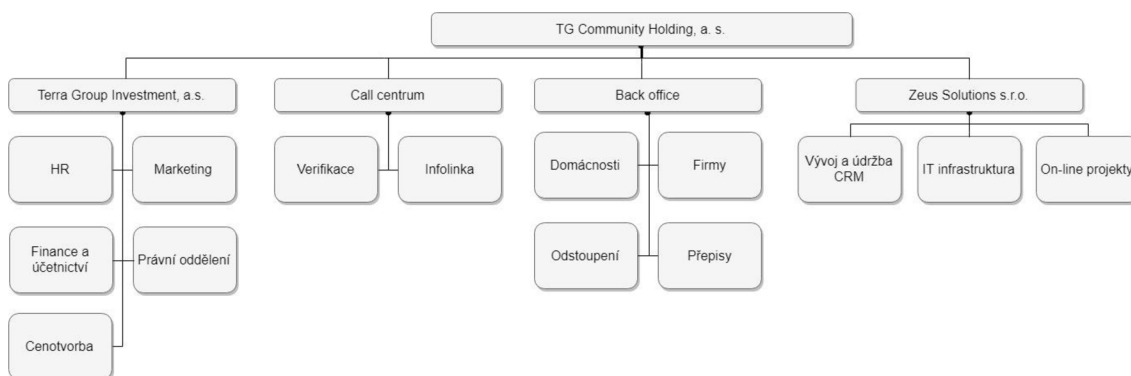 TG Community Holding, a. s.
Terra Group Investment, a.s.
Call centrum
Back office
Zeus Solutions s.r.o.
HR
Marketing
Verifikace
Infolinka
Domácnosti
Firmy
Vývoj a údržba
CRM
IT infrastruktura
On-line projekty
Finance a
účetnictví
Právní oddělení
Odstoupení
Přepisy
Cenotvorba